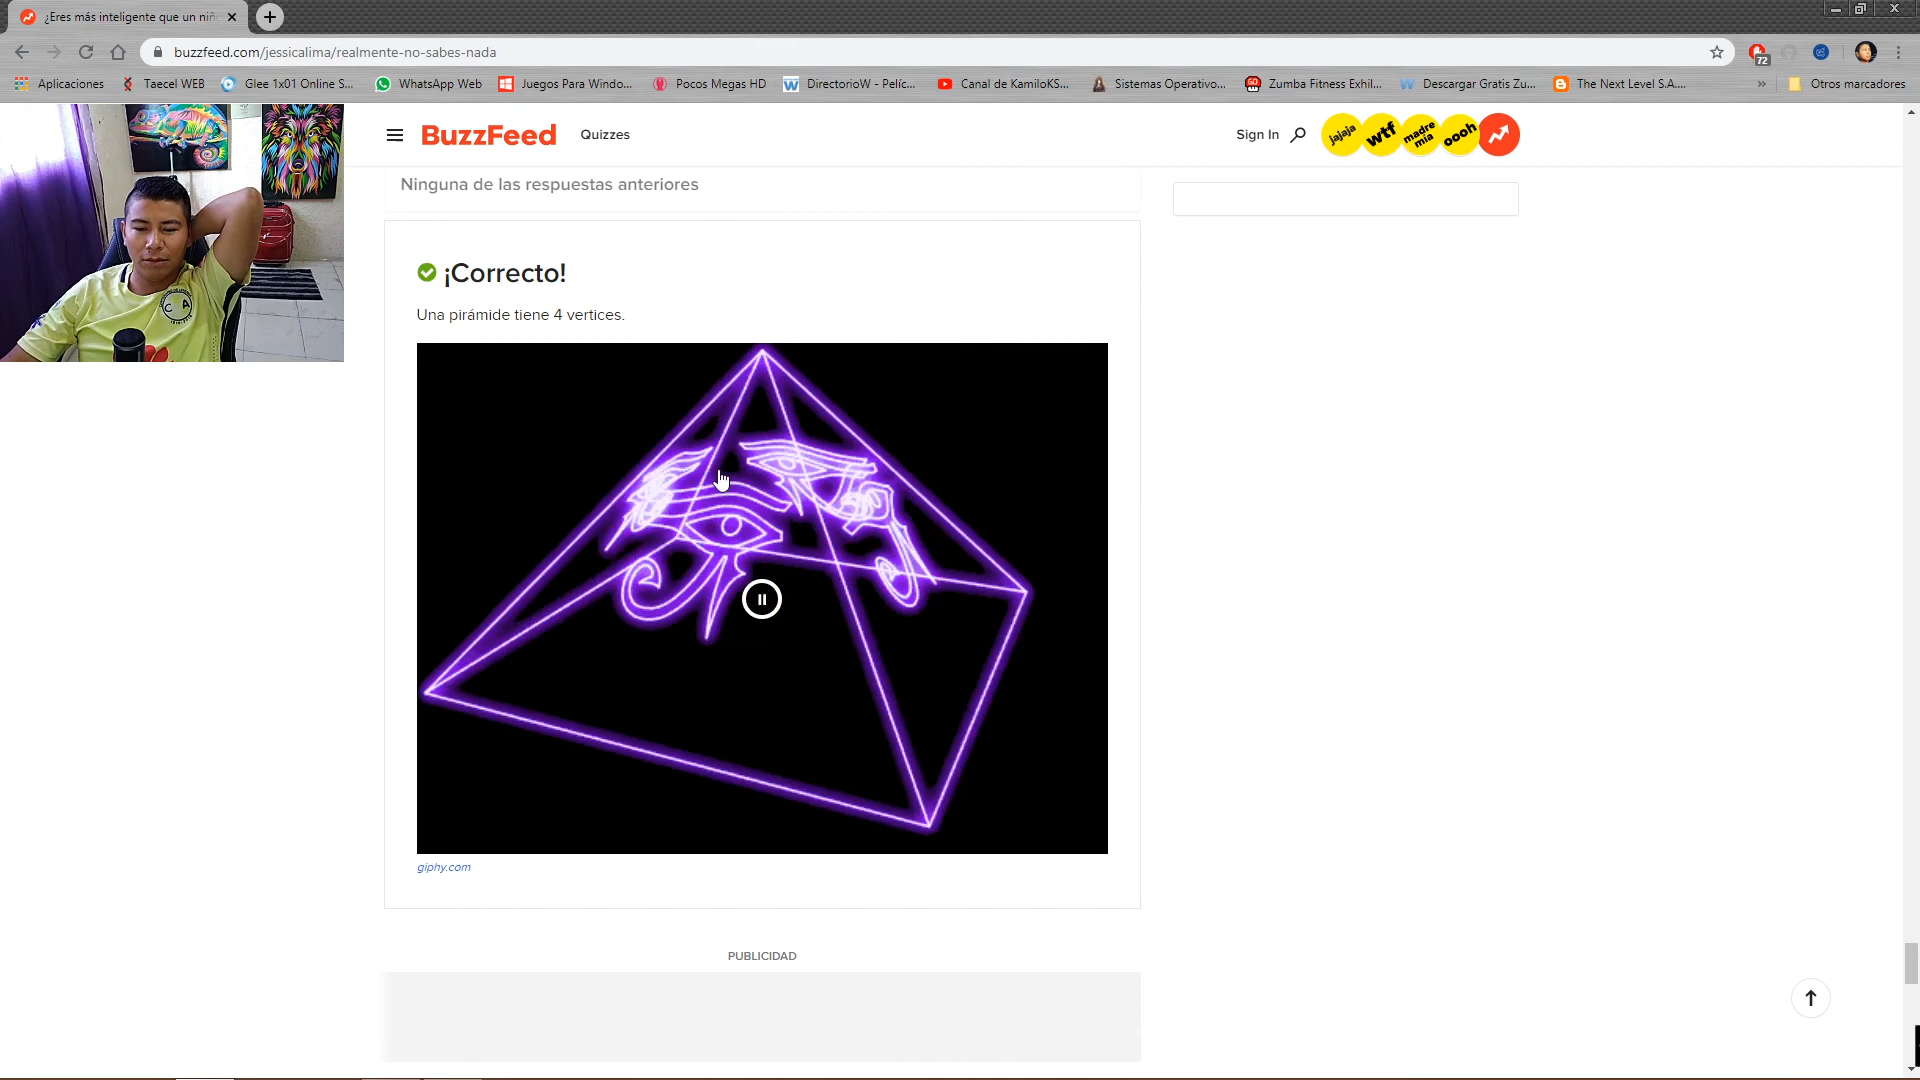 ¿Eres más inteligente que un niñ
buzzfeed.com/jessicalima/realmente-no-sabes-nada
72
Aplicaciones
Taecel WEB
Glee 1x01 Online S...
WhatsApp Web
Juegos Para Windo...
Pocos Megas HD
DirectorioW - Pelíc...
Canal de KamiloKS...
Sistemas Operativo...
Zumba Fitness Exhil...
Descargar Gratis Zu...
The Next Level S.A....
»
Otros marcadores
BuzzFeed
Quizzes
Sign In
jajaja
wtf
madre
mía
oooh
Ninguna de las respuestas anteriores
¡Correcto!
Una pirámide tiene 4 vertices.
giphy.com
PUBLICIDAD
C A